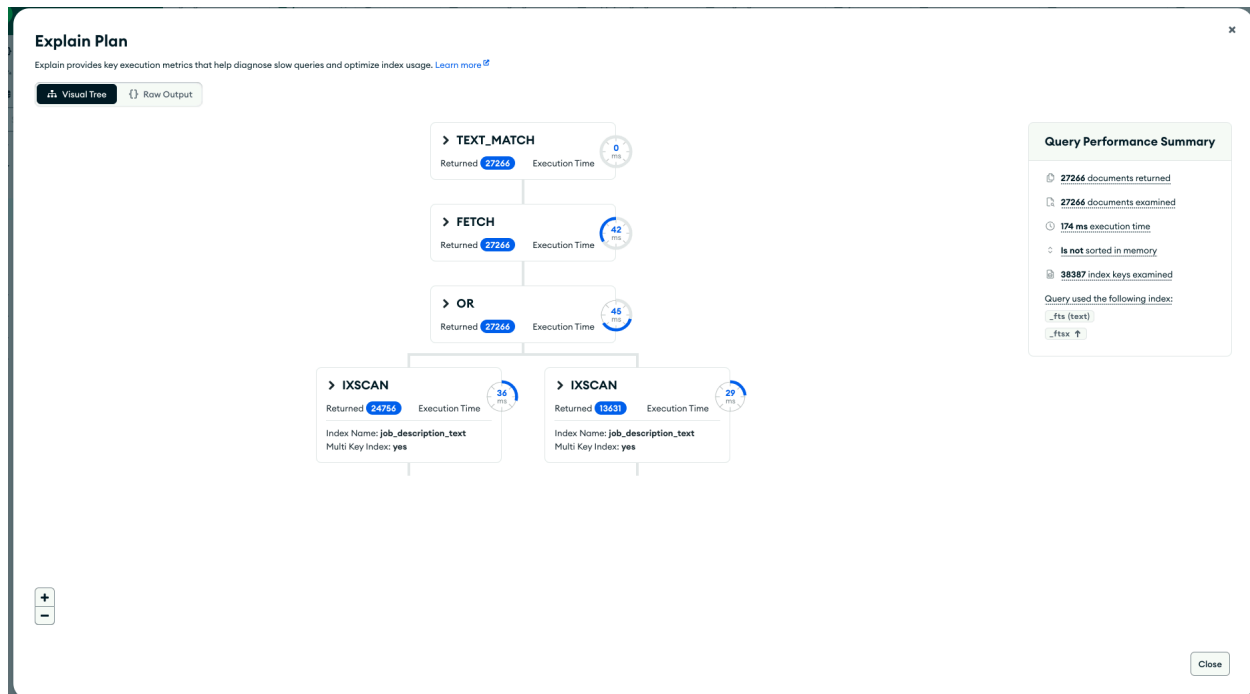 Explain Plan
Explain provides key execution metrics that help diagnose slow queries and optimize index usage. Learn more
Visual Tree
{} Raw Output
TEXT_MATCH
Returned 27266 Execution Time 0 ms
FETCH
Returned 27266 Execution Time 42 ms
OR
Returned 27266 Execution Time 45 ms
IXSCAN
Returned 24756 Execution Time 36 ms
Index Name: job_description_text
Multi Key Index: yes
IXSCAN
Returned 13631 Execution Time 29 ms
Index Name: job_description_text
Multi Key Index: yes
Query Performance Summary
27266 documents returned
27266 documents examined
174 ms execution time
Is not sorted in memory
38387 index keys examined
Query used the following index:
_fts (text)
_ftsx ↑
+
−
Close